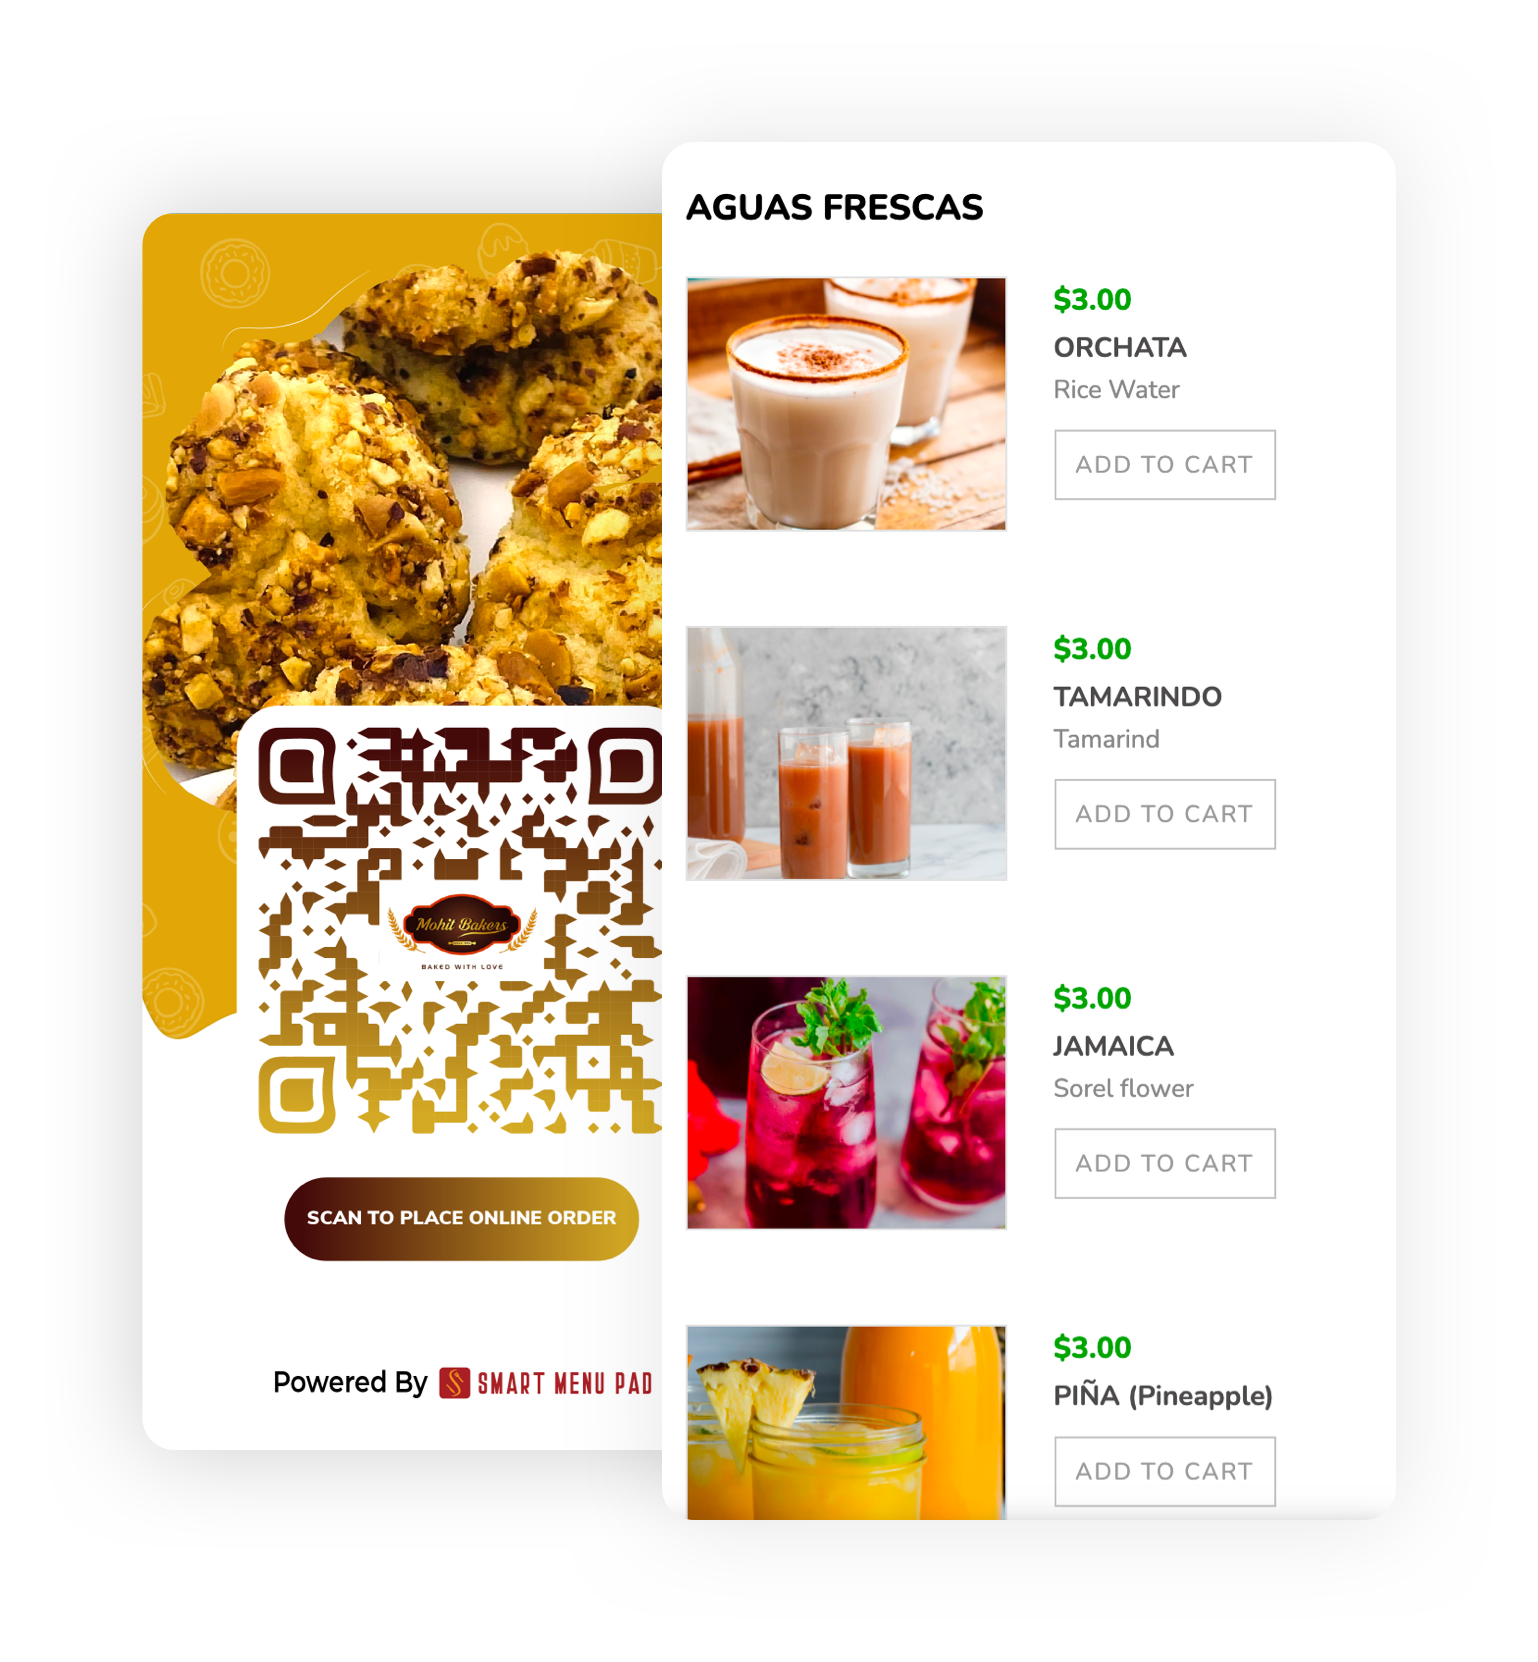 Mohit Bakers
BAKED WITH LOVE
SCAN TO PLACE ONLINE ORDER
Powered By SMART MENU PAD
AGUAS FRESCAS
$3.00
ORCHATA
Rice Water
ADD TO CART
$3.00
TAMARINDO
Tamarind
ADD TO CART
$3.00
JAMAICA
Sorel flower
ADD TO CART
$3.00
PIÑA (Pineapple)
ADD TO CART